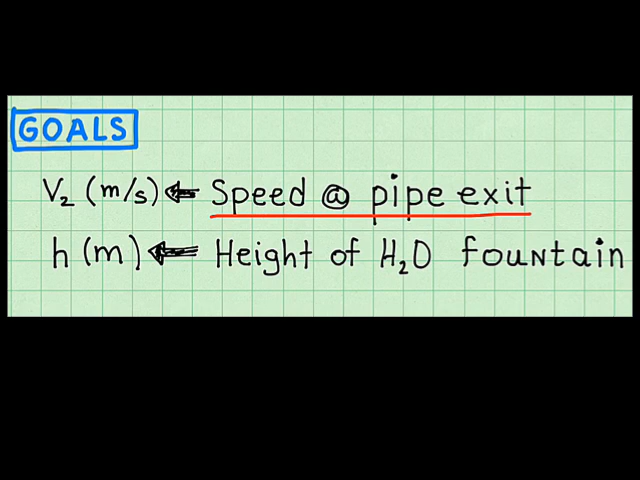 GOALS
V₂ (m/s) ⇐ Speed @ pipe exit
h (m) ⇐ Height of H₂O fountain